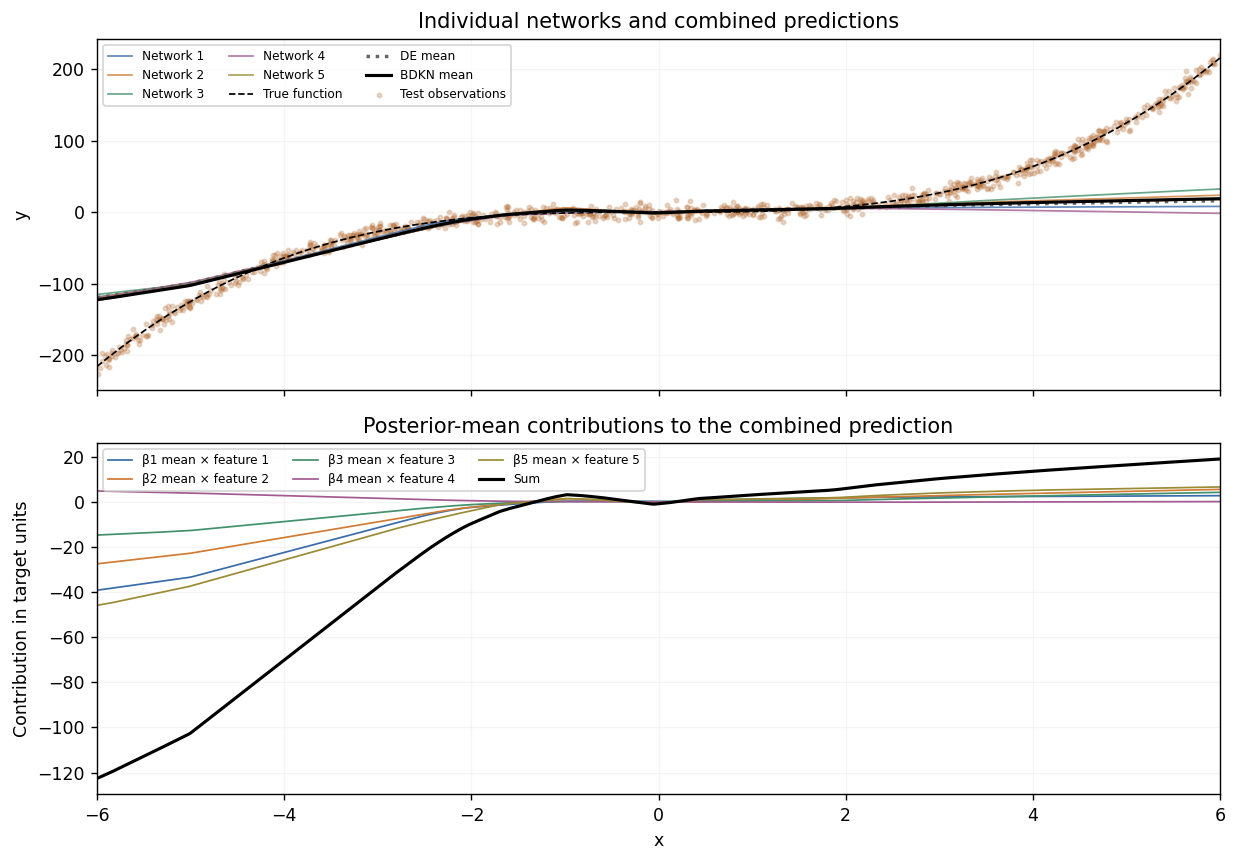 Individual networks and combined predictions
Network 1
Network 2
Network 3
Network 4
Network 5
True function
DE mean
BDKN mean
Test observations
y
200
100
0
−100
−200
Posterior-mean contributions to the combined prediction
β1 mean × feature 1
β2 mean × feature 2
β3 mean × feature 3
β4 mean × feature 4
β5 mean × feature 5
Sum
Contribution in target units
20
0
−20
−40
−60
−80
−100
−120
−6
−4
−2
0
2
4
6
x